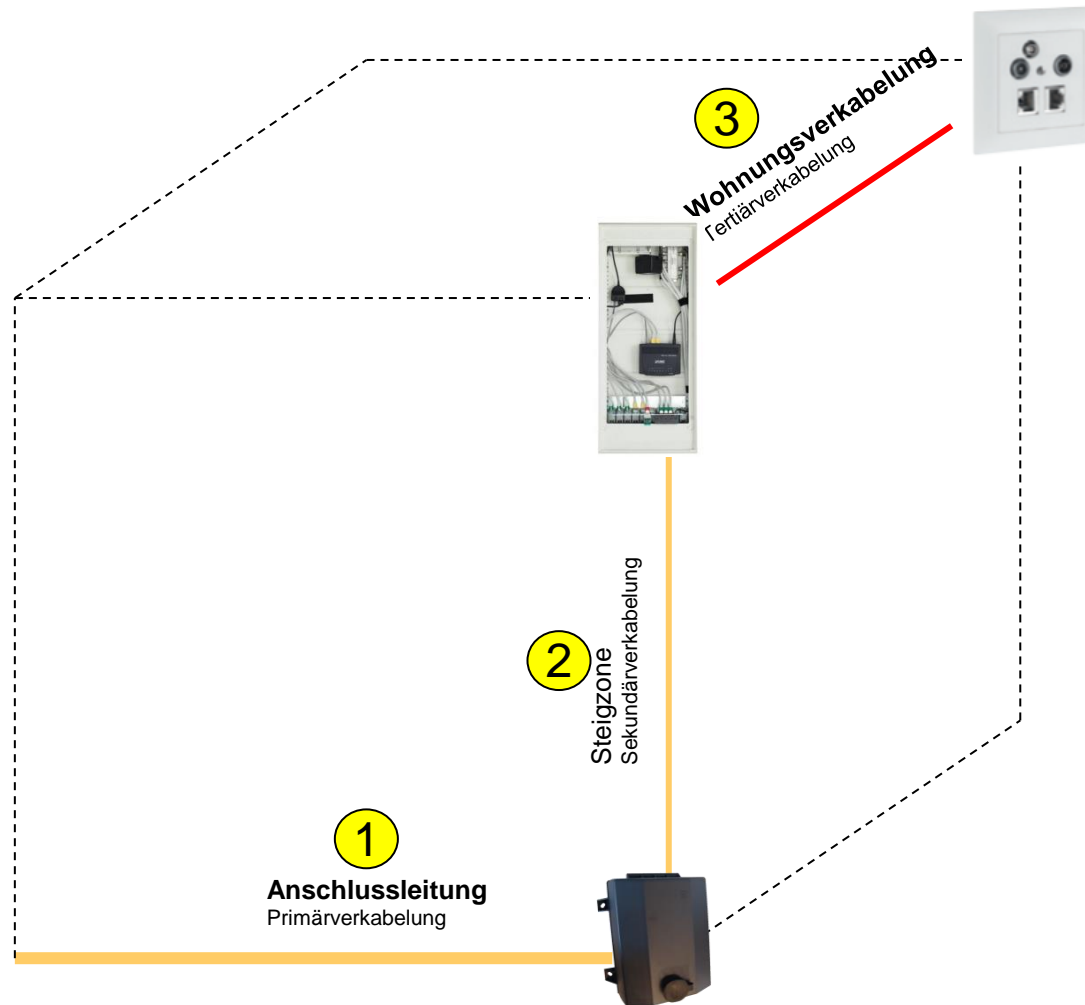 3
Wohnungsverkabelung
Tertiärverkabelung
2
Steigzone
Sekundärverkabelung
1
Anschlussleitung
Primärverkabelung